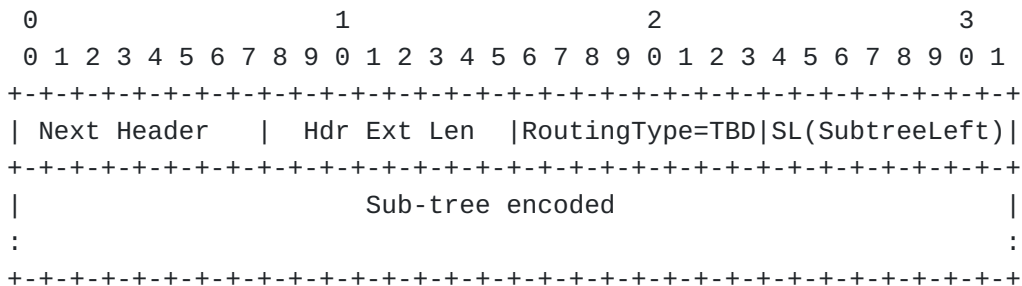 0                   1                   2                   3
 0 1 2 3 4 5 6 7 8 9 0 1 2 3 4 5 6 7 8 9 0 1 2 3 4 5 6 7 8 9 0 1
+-+-+-+-+-+-+-+-+-+-+-+-+-+-+-+-+-+-+-+-+-+-+-+-+-+-+-+-+-+-+-+-+
| Next Header   |  Hdr Ext Len  |RoutingType=TBD|SL(SubtreeLeft)|
+-+-+-+-+-+-+-+-+-+-+-+-+-+-+-+-+-+-+-+-+-+-+-+-+-+-+-+-+-+-+-+-+
|                      Sub-tree encoded                         |
:                                                               :
+-+-+-+-+-+-+-+-+-+-+-+-+-+-+-+-+-+-+-+-+-+-+-+-+-+-+-+-+-+-+-+-+